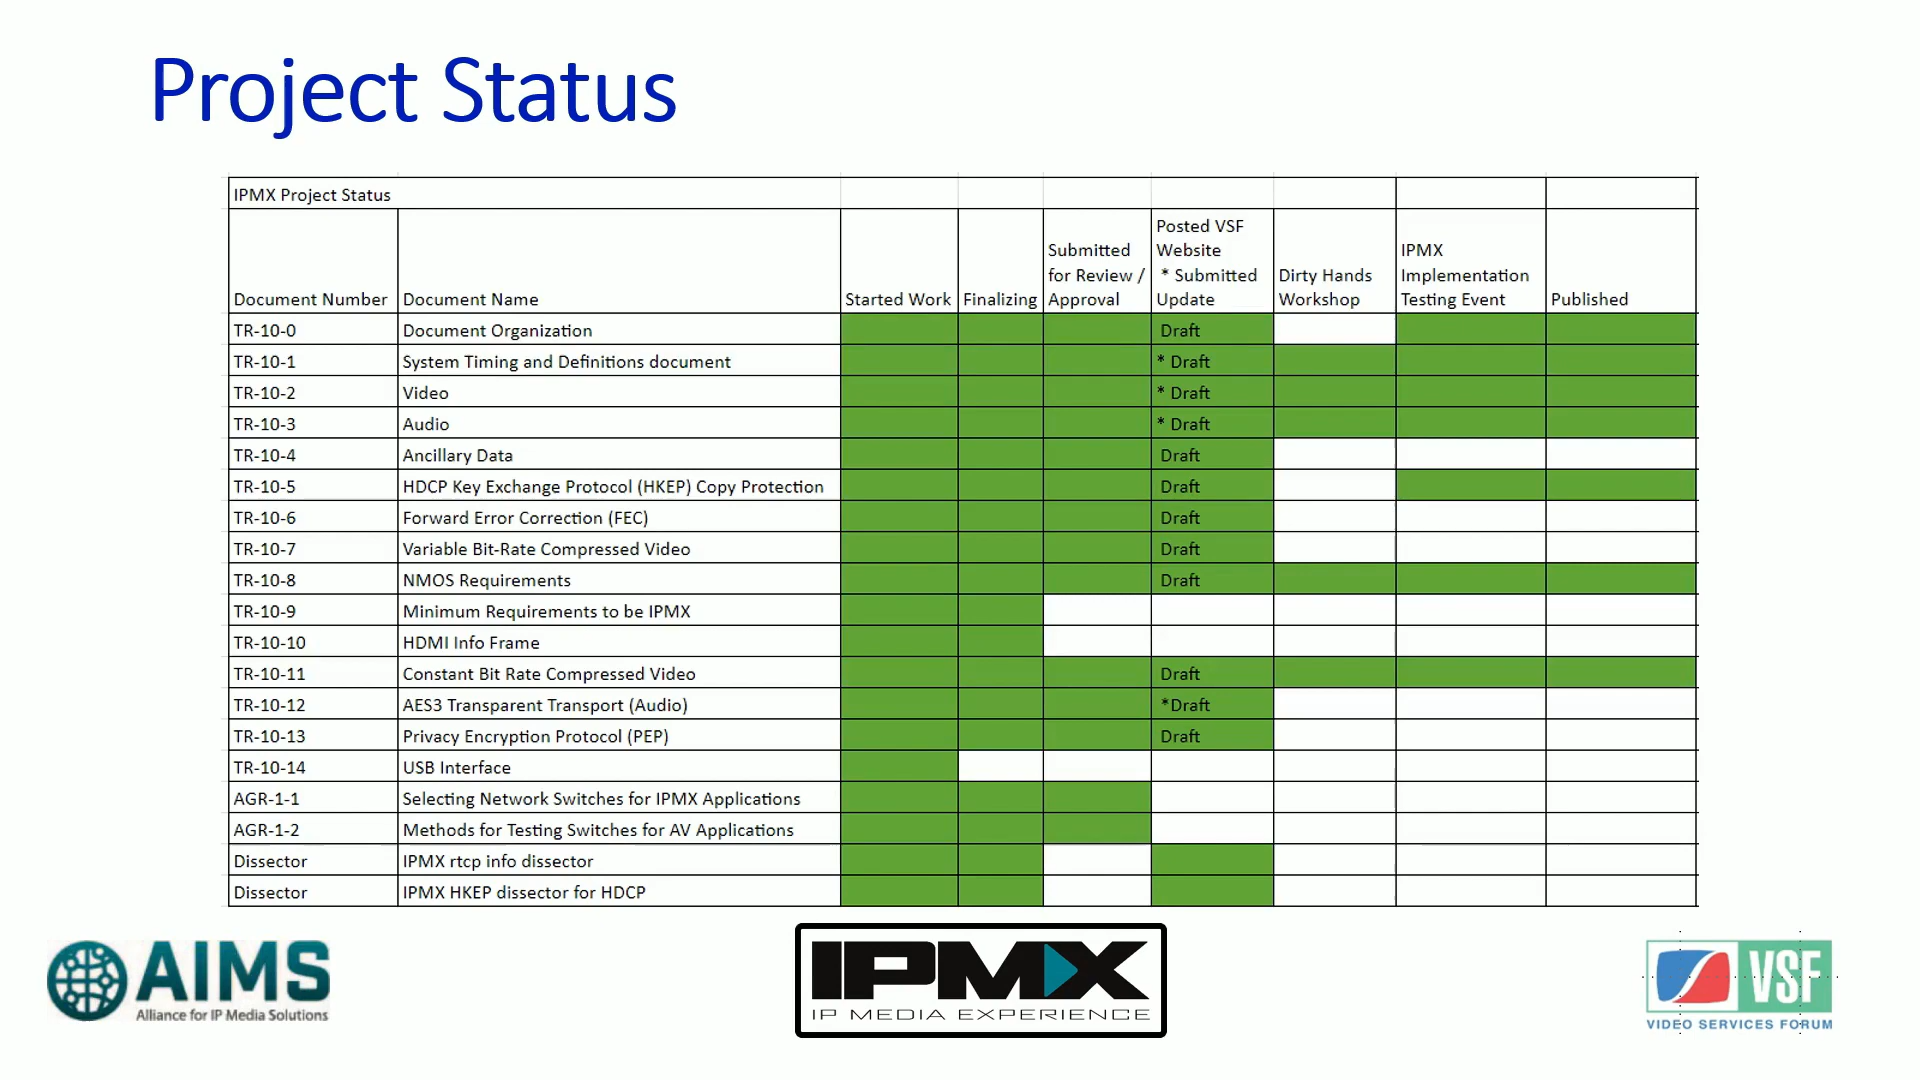 Project Status
IPMX Project Status
Document Number Document Name Started Work Finalizing Submitted for Review / Approval Posted VSF Website * Submitted Update Dirty Hands Workshop IPMX Implementation Testing Event Published
TR-10-0 Document Organization Draft
TR-10-1 System Timing and Definitions document * Draft
TR-10-2 Video * Draft
TR-10-3 Audio * Draft
TR-10-4 Ancillary Data Draft
TR-10-5 HDCP Key Exchange Protocol (HKEP) Copy Protection Draft
TR-10-6 Forward Error Correction (FEC) Draft
TR-10-7 Variable Bit-Rate Compressed Video Draft
TR-10-8 NMOS Requirements Draft
TR-10-9 Minimum Requirements to be IPMX
TR-10-10 HDMI Info Frame
TR-10-11 Constant Bit Rate Compressed Video Draft
TR-10-12 AES3 Transparent Transport (Audio) *Draft
TR-10-13 Privacy Encryption Protocol (PEP) Draft
TR-10-14 USB Interface
AGR-1-1 Selecting Network Switches for IPMX Applications
AGR-1-2 Methods for Testing Switches for AV Applications
Dissector IPMX rtcp info dissector
Dissector IPMX HKEP dissector for HDCP
AIMS
Alliance for IP Media Solutions
IPMX
IP MEDIA EXPERIENCE
VSF
VIDEO SERVICES FORUM